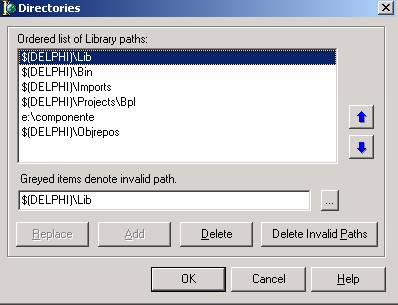 Directories
Ordered list of Library paths:
$(DELPHI)\Lib
$(DELPHI)\Bin
$(DELPHI)\Imports
$(DELPHI)\Projects\Bpl
e:\componente
$(DELPHI)\Objrepos
Greyed items denote invalid path.
$(DELPHI)\Lib
...
Replace Add Delete Delete Invalid Paths
OK Cancel Help